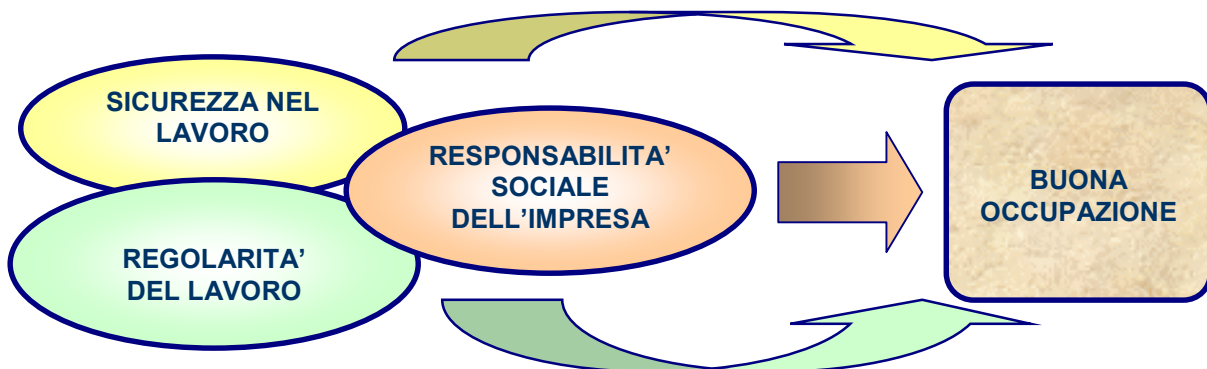 SICUREZZA NEL
LAVORO
REGOLARITA’
DEL LAVORO
RESPONSABILITA’
SOCIALE
DELL’IMPRESA
BUONA
OCCUPAZIONE